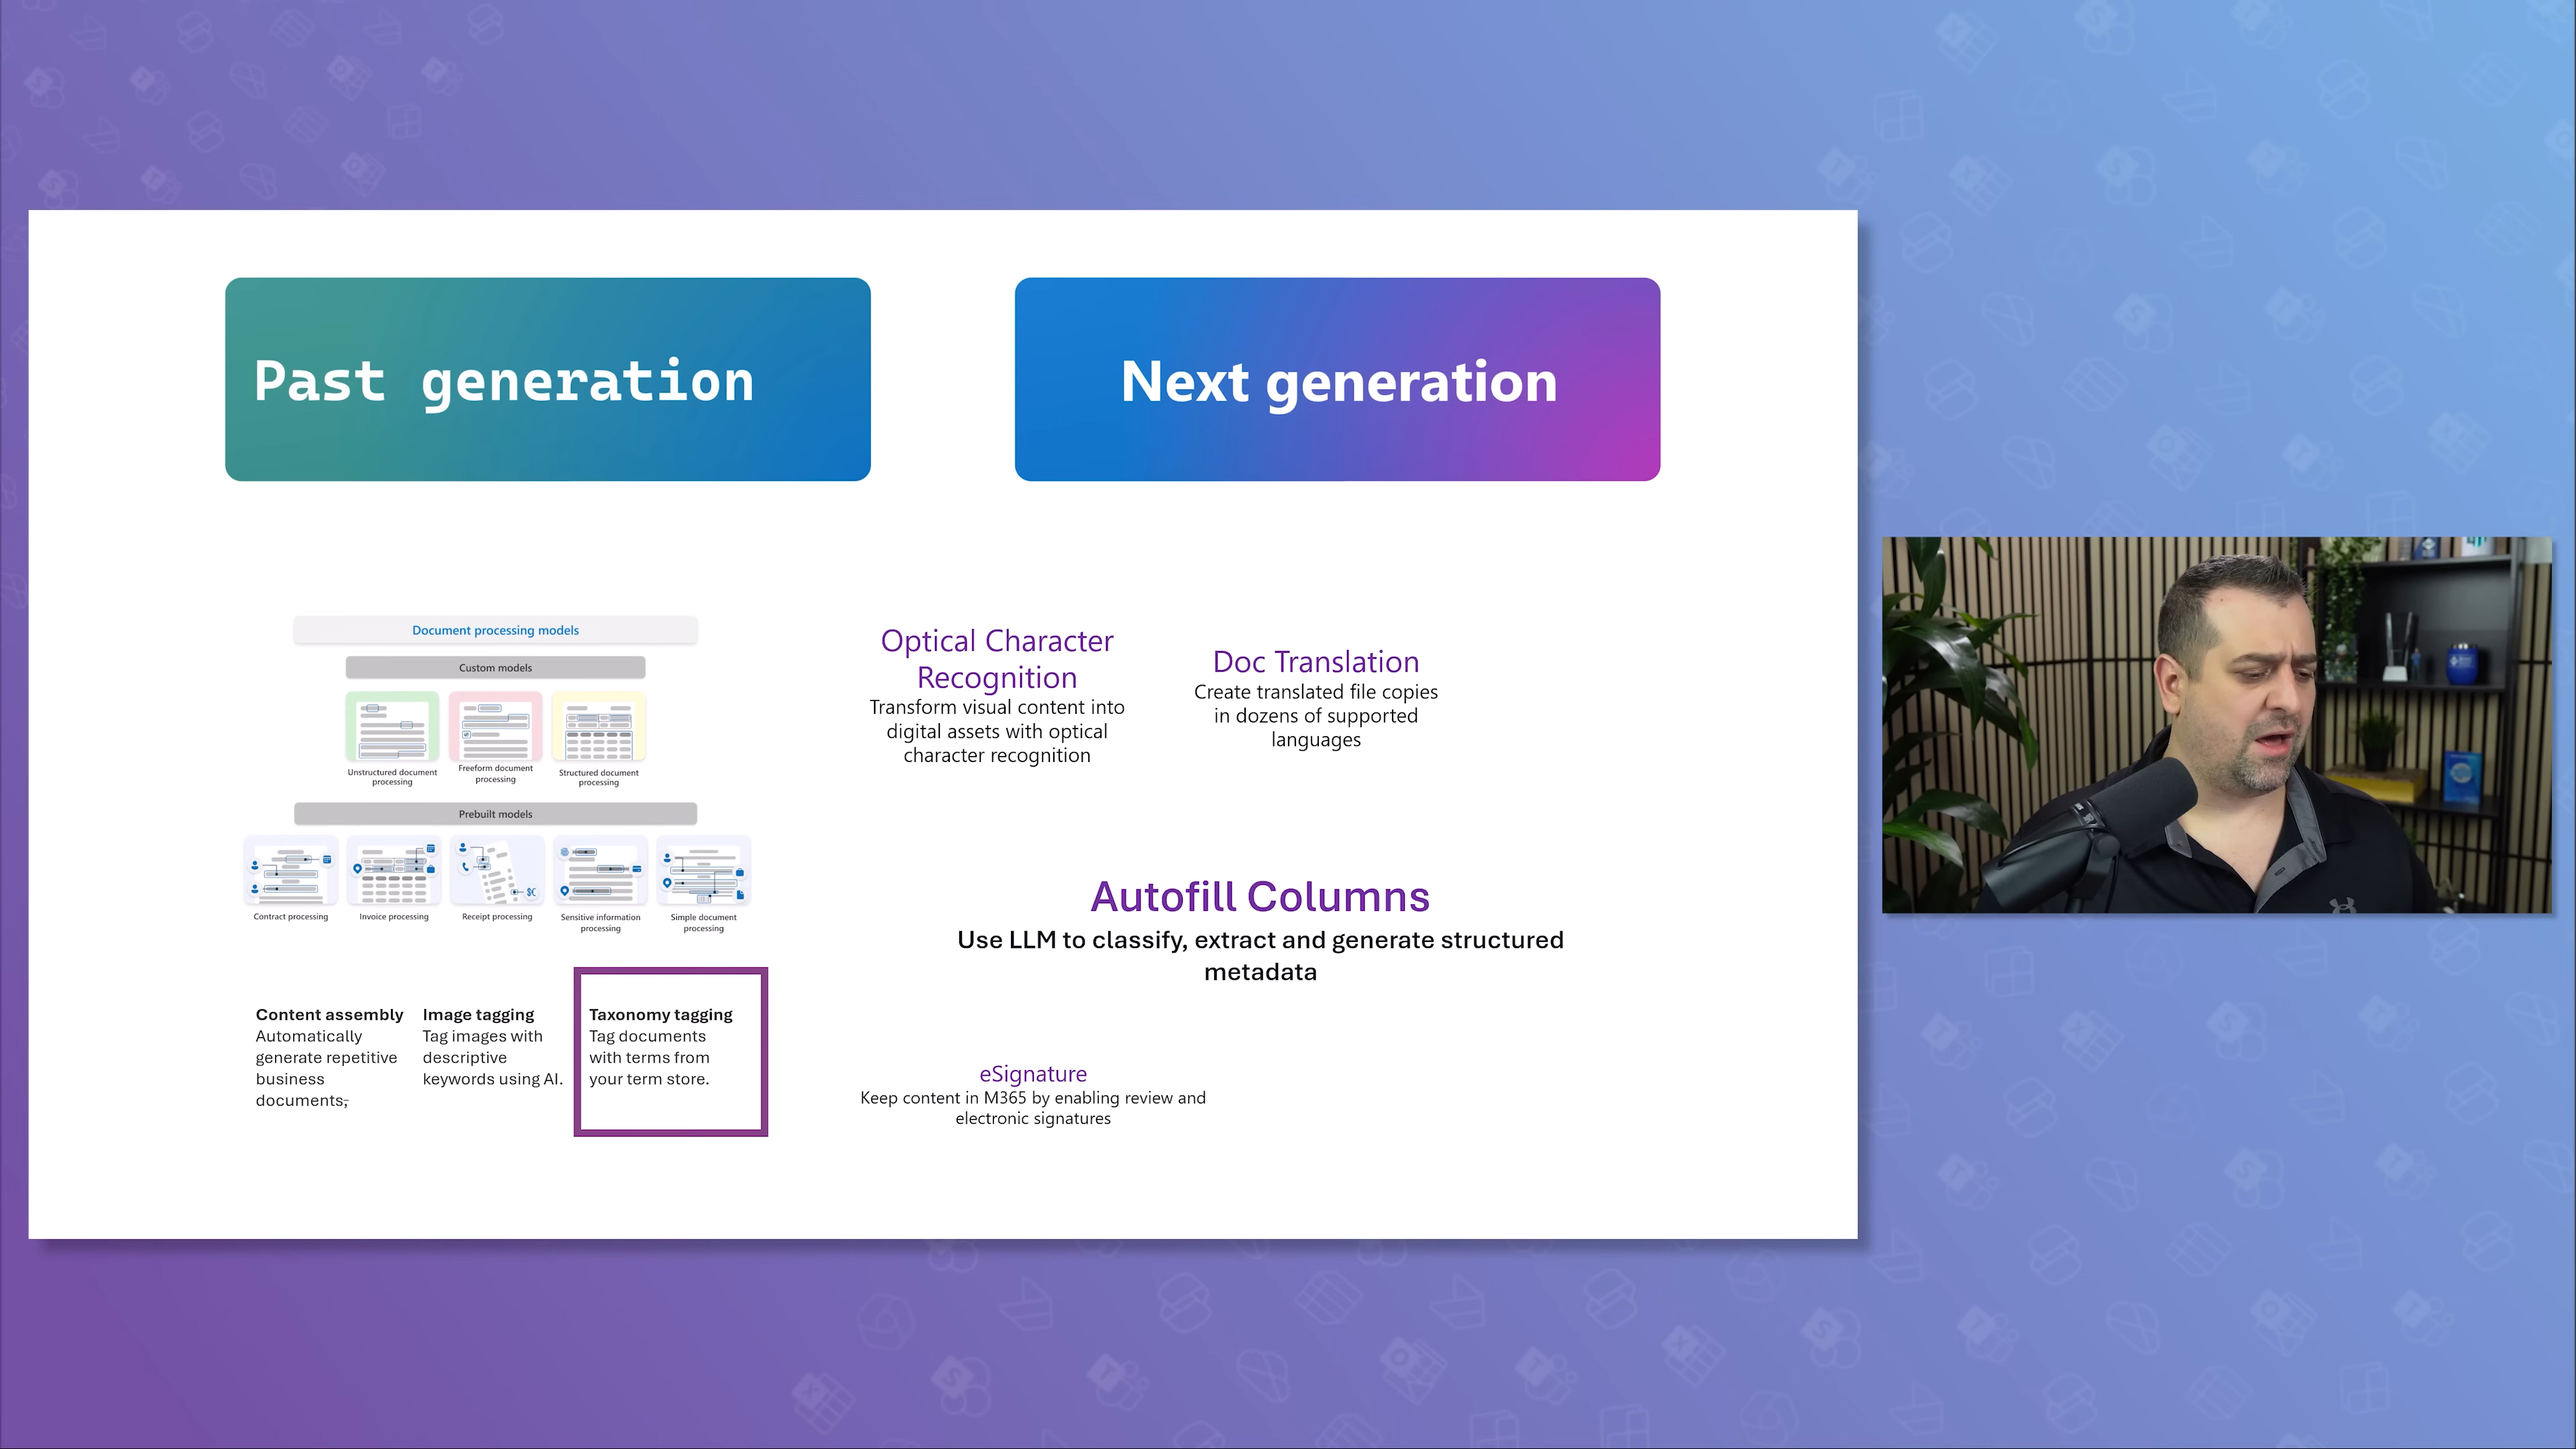 Past generation
Next generation
Document processing models
Custom models
Unstructured document
processing
Freeform document
processing
Structured document
processing
Prebuilt models
Contract processing
Invoice processing
Receipt processing
Sensitive information
processing
Simple document
processing
Content assembly
Automatically
generate repetitive
business
documents,
Image tagging
Tag images with
descriptive
keywords using AI.
Taxonomy tagging
Tag documents
with terms from
your term store.
Optical Character
Recognition
Transform visual content into
digital assets with optical
character recognition
Doc Translation
Create translated file copies
in dozens of supported
languages
Autofill Columns
Use LLM to classify, extract and generate structured
metadata
eSignature
Keep content in M365 by enabling review and
electronic signatures